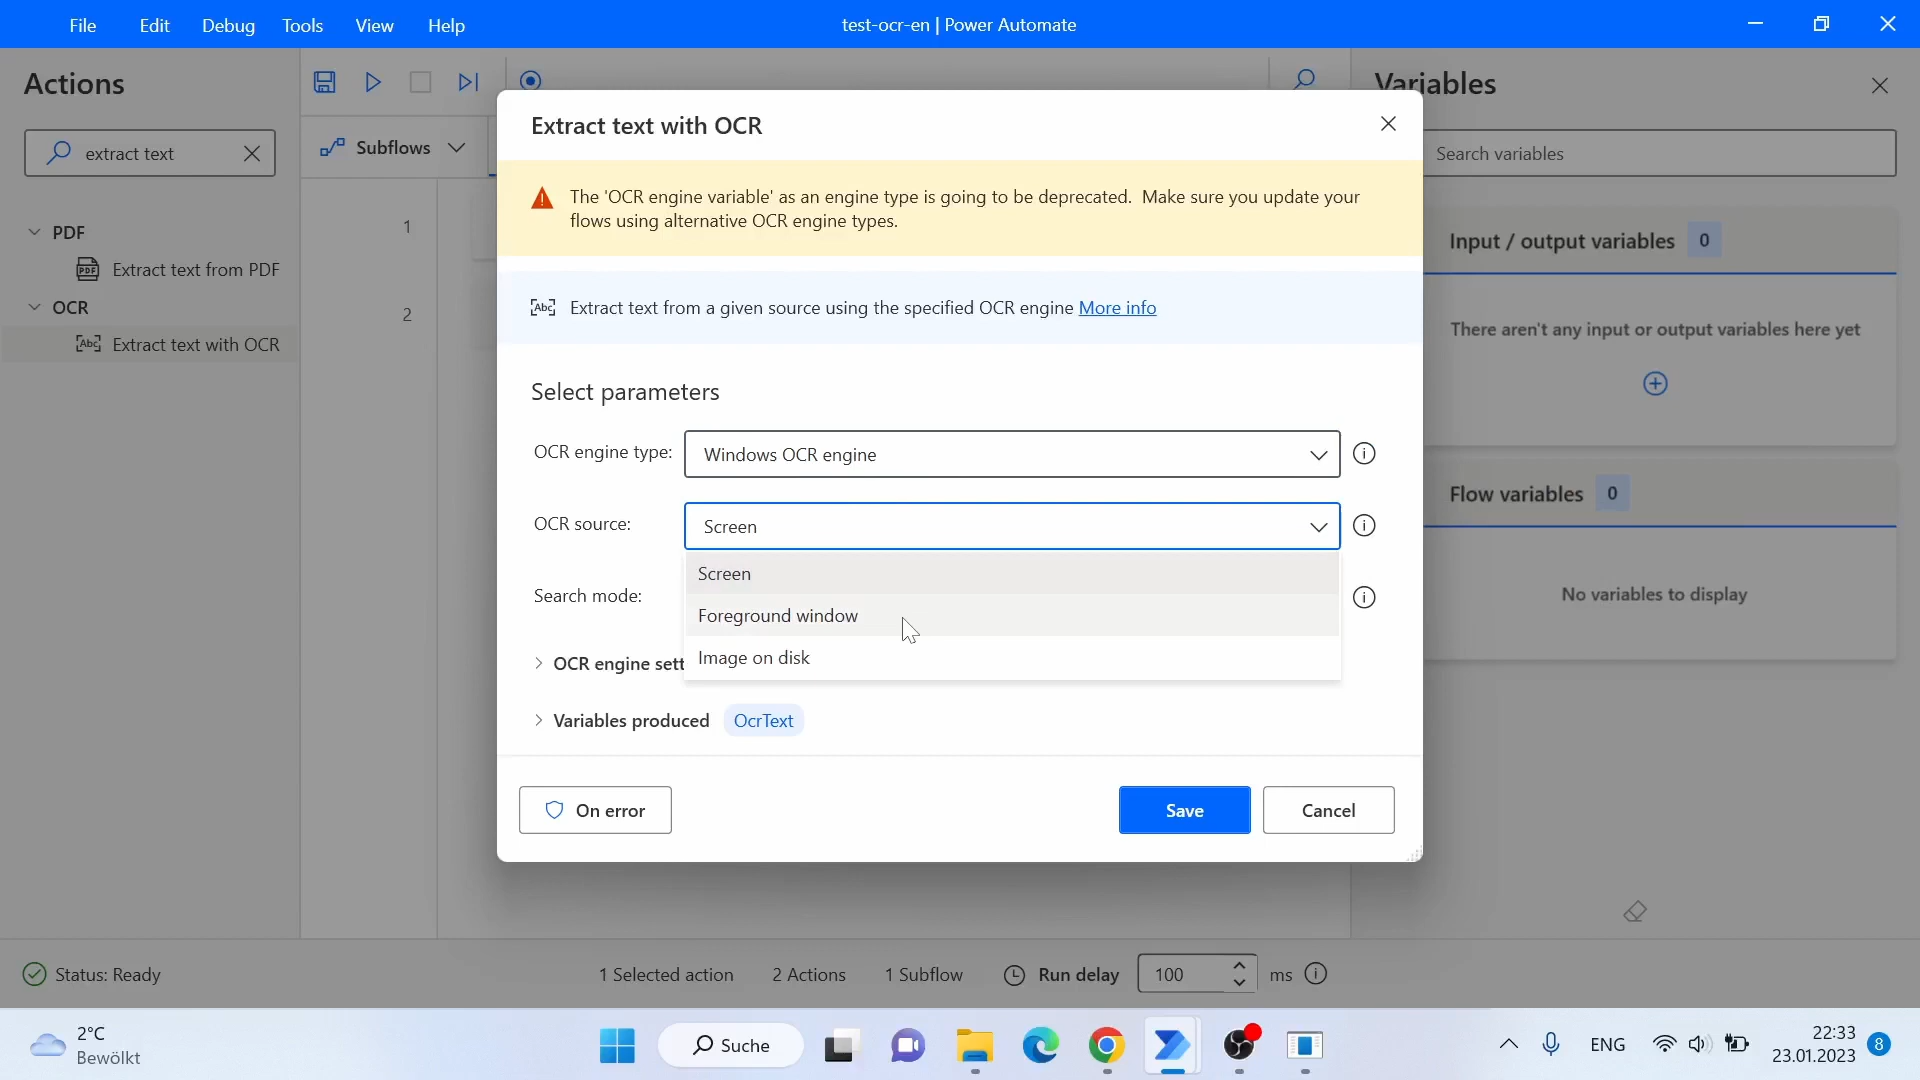 File Edit Debug Tools View Help
test-ocr-en | Power Automate
Actions
extract text
PDF
Extract text from PDF
OCR
Extract text with OCR
Subflows
1
2
Extract text with OCR
The 'OCR engine variable' as an engine type is going to be deprecated. Make sure you update your
flows using alternative OCR engine types.
Extract text from a given source using the specified OCR engine More info
Select parameters
OCR engine type: Windows OCR engine
OCR source: Screen
Screen
Search mode:
Foreground window
OCR engine sett
Image on disk
Variables produced OcrText
On error Save Cancel
Variables
Search variables
Input / output variables 0
There aren't any input or output variables here yet
Flow variables 0
No variables to display
Status: Ready 1 Selected action 2 Actions 1 Subflow Run delay 100 ms
2°C
Bewölkt
Suche
ENG
22:33
23.01.2023
8